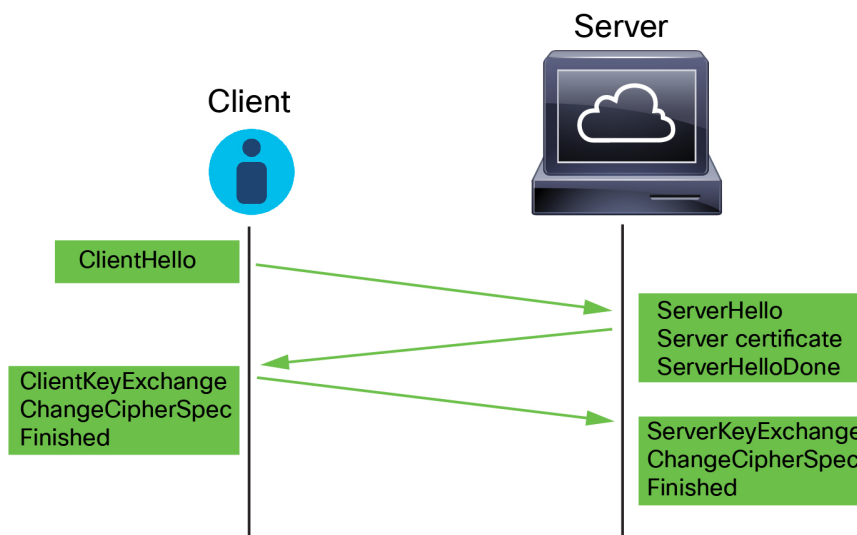 Server
Client
ClientHello
ServerHello
Server certificate
ServerHelloDone
ClientKeyExchange
ChangeCipherSpec
Finished
ServerKeyExchange
ChangeCipherSpec
Finished